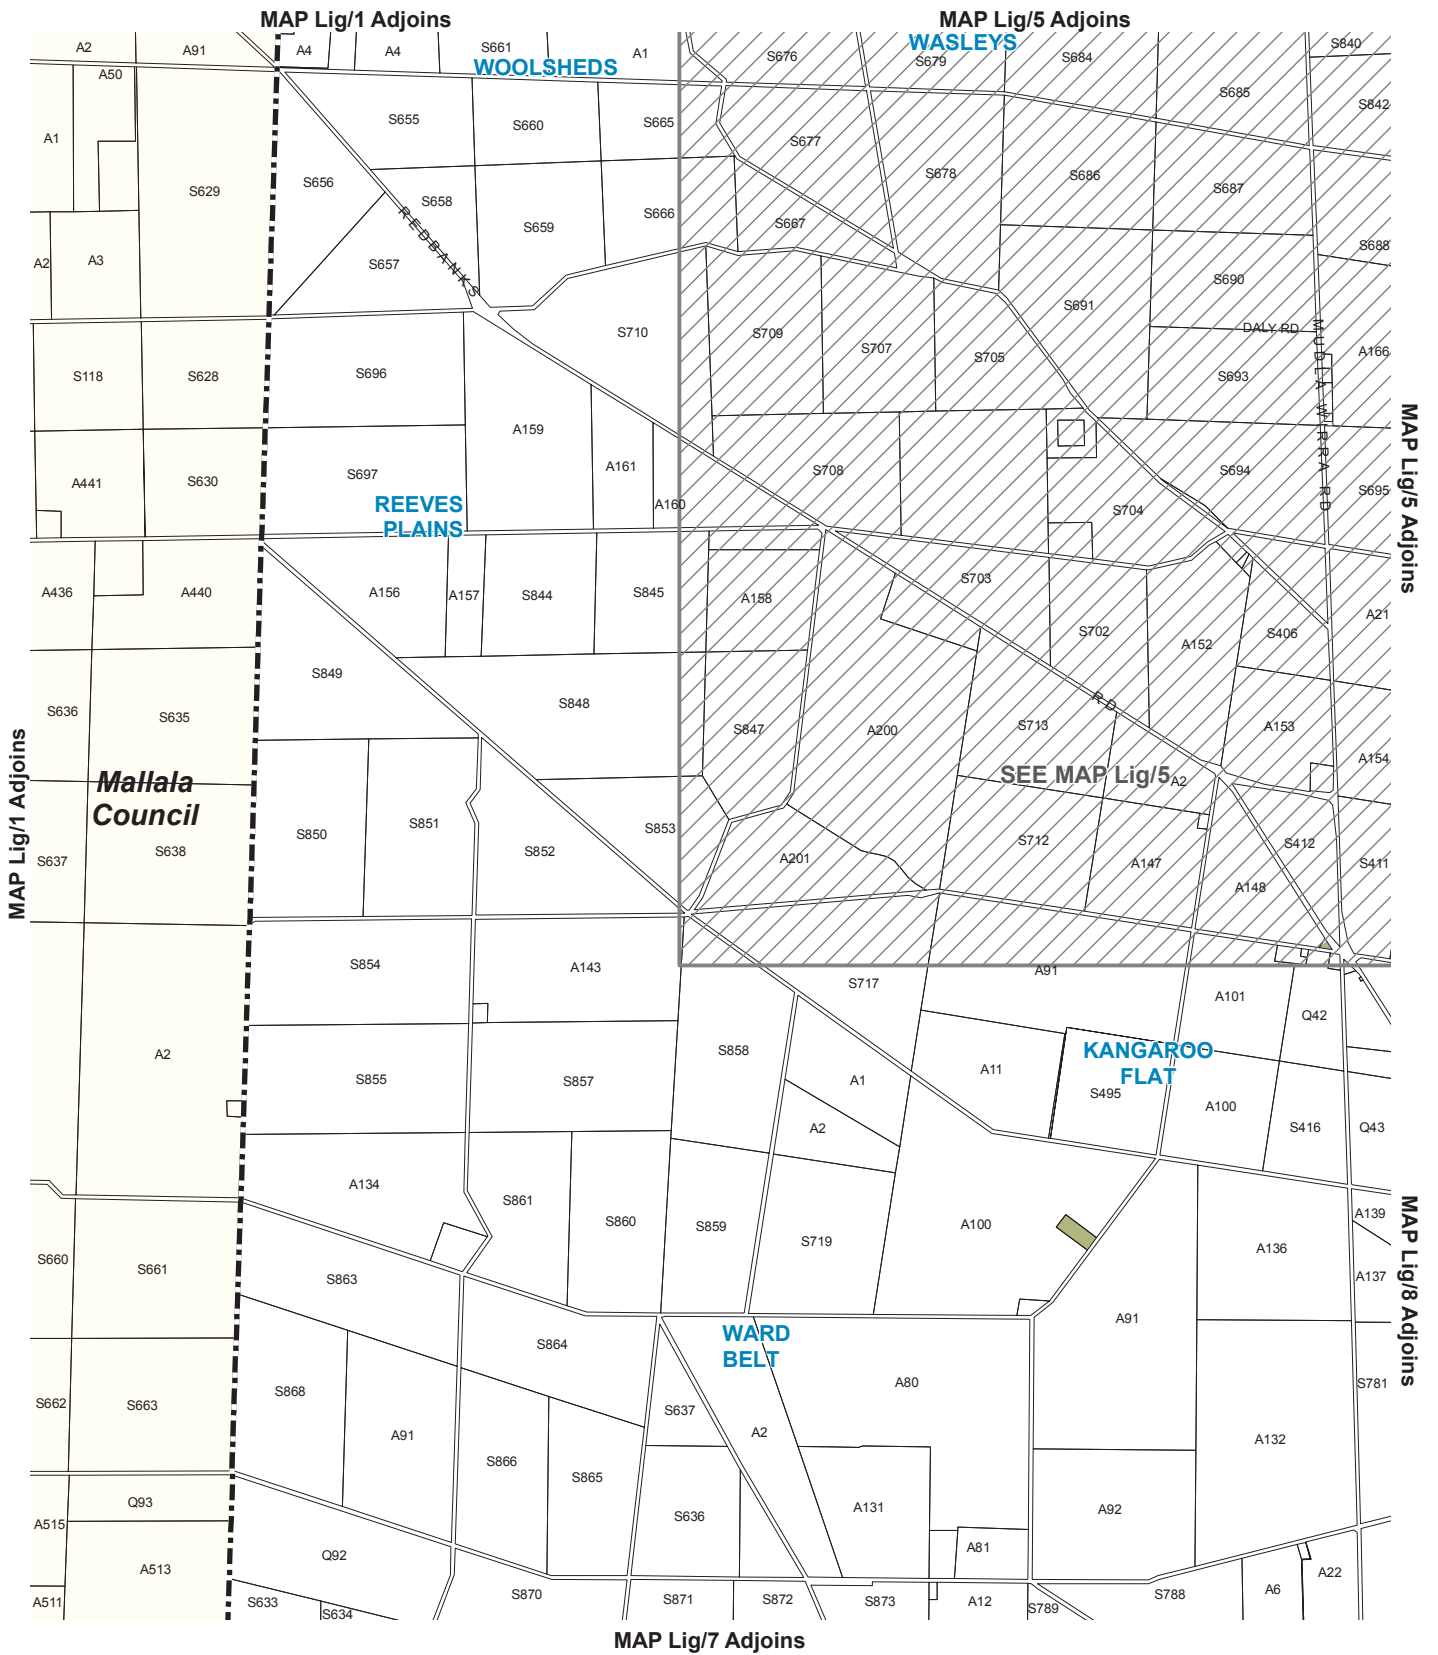 MAP Lig/1 Adjoins
MAP Lig/5 Adjoins
A2
A91
A4
A4
S661
A1
WOOLSHEDS
S676
WASLEYS
S679
S684
S840
A50
S685
S842
A1
S655
S660
S665
S677
S629
S656
S658
S659
S666
S667
S678
S686
S687
S688
A2
A3
S657
REDBANKS
S690
S691
DALY RD
MUDLA WIRRA RD
S118
S628
S696
S710
S709
S707
S705
S693
A166
A159
A441
S630
S697
A161
A160
S708
S704
S694
S695
REEVES
PLAINS
MAP Lig/5 Adjoins
A436
A440
A156
A157
S844
S845
A158
S703
S702
A152
S406
A21
S849
S848
S636
S635
S847
A200
S713
RD
A153
A154
MAP Lig/1 Adjoins
Mallala
Council
SEE MAP Lig/5
A2
S637
S638
S850
S851
S852
S853
A201
S712
A147
A148
S412
S411
S854
A143
S717
A91
A101
Q42
A2
S855
S857
S858
A1
A11
KANGAROO
FLAT
S495
A100
A2
S416
Q43
A134
S861
S860
S859
S719
A100
A136
A139
A137
S660
S661
S863
A91
MAP Lig/8 Adjoins
WARD
BELT
S864
S662
S663
S868
A91
S637
A2
A80
S781
A132
S866
S865
Q93
A515
S636
A131
A92
A81
A513
Q92
A511
S633
S634
S870
S871
S872
S873
A12
S789
S788
A6
A22
MAP Lig/7 Adjoins